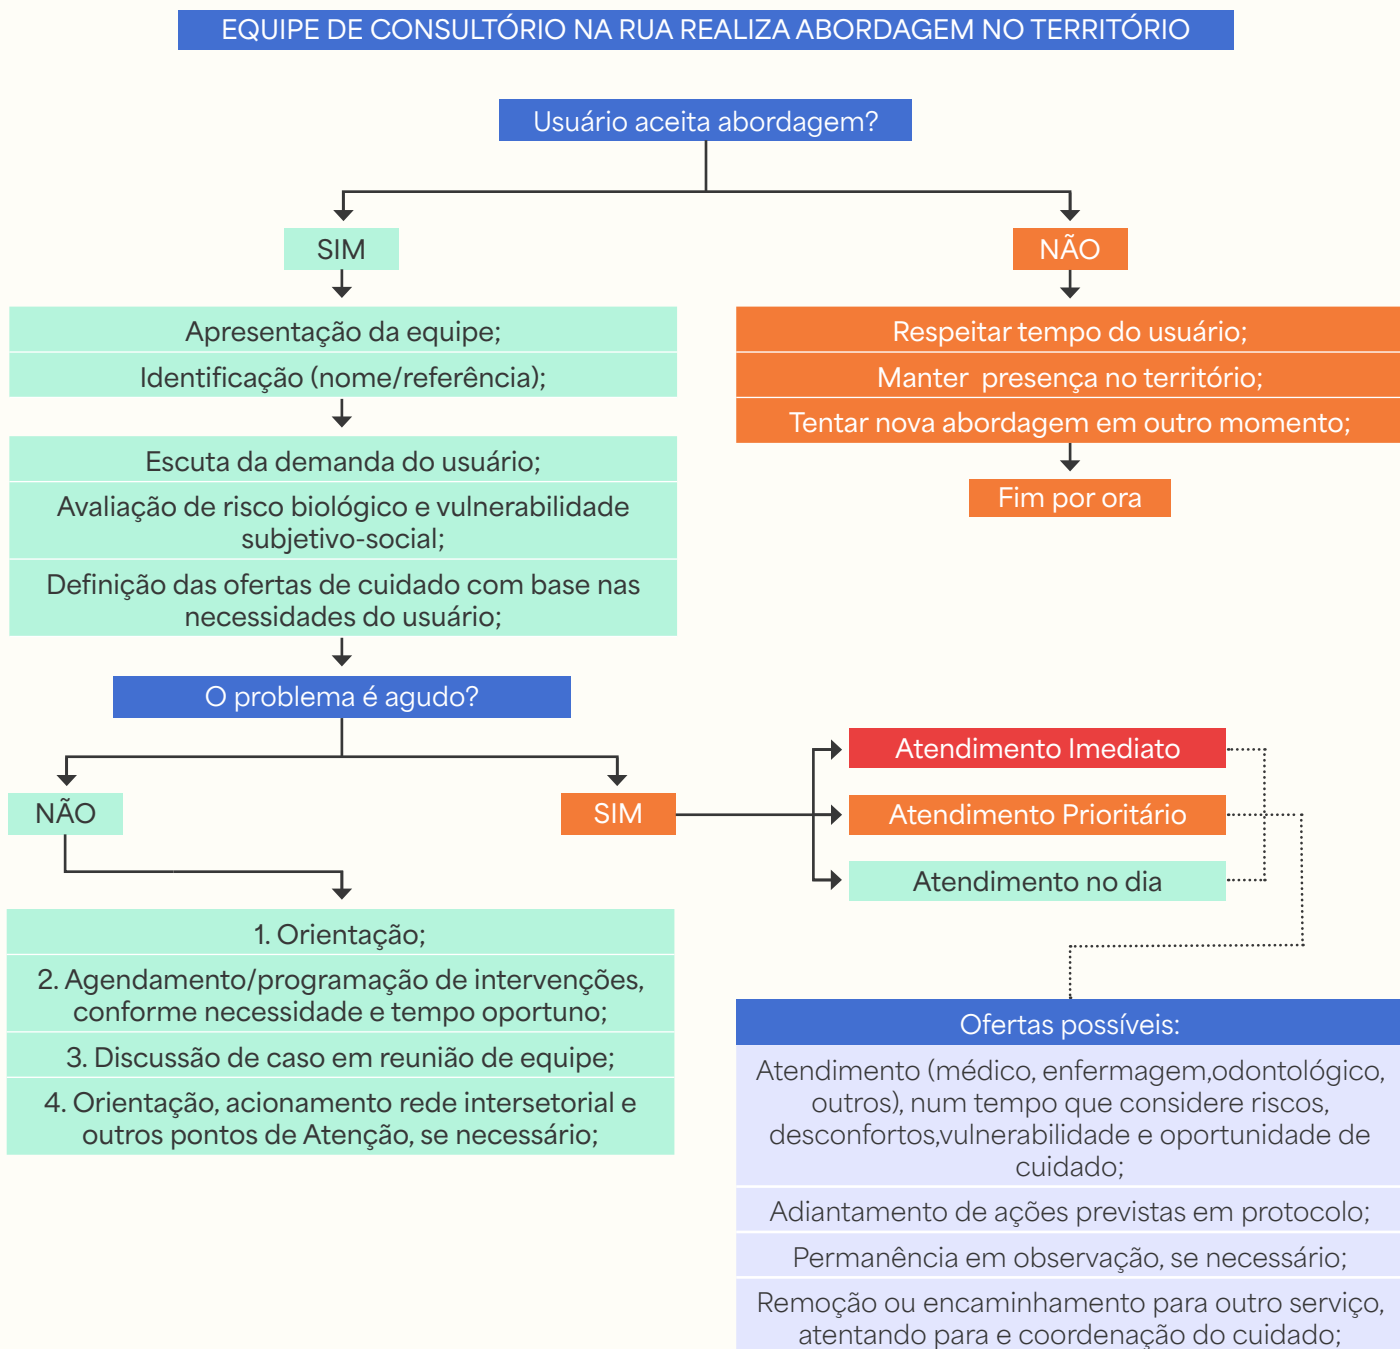 EQUIPE DE CONSULTÓRIO NA RUA REALIZA ABORDAGEM NO TERRITÓRIO
Usuário aceita abordagem?
SIM
NÃO
Apresentação da equipe;
Identificação (nome/referência);
Respeitar tempo do usuário;
Manter presença no território;
Tentar nova abordagem em outro momento;
Fim por ora
Escuta da demanda do usuário;
Avaliação de risco biológico e vulnerabilidade
subjetivo-social;
Definição das ofertas de cuidado com base nas
necessidades do usuário;
O problema é agudo?
NÃO
SIM
Atendimento Imediato
Atendimento Prioritário
Atendimento no dia
1. Orientação;
2. Agendamento/programação de intervenções,
conforme necessidade e tempo oportuno;
3. Discussão de caso em reunião de equipe;
4. Orientação, acionamento rede intersetorial e
outros pontos de Atenção, se necessário;
Ofertas possíveis:
Atendimento (médico, enfermagem,odontológico,
outros), num tempo que considere riscos,
desconfortos,vulnerabilidade e oportunidade de
cuidado;
Adiantamento de ações previstas em protocolo;
Permanência em observação, se necessário;
Remoção ou encaminhamento para outro serviço,
atentando para e coordenação do cuidado;